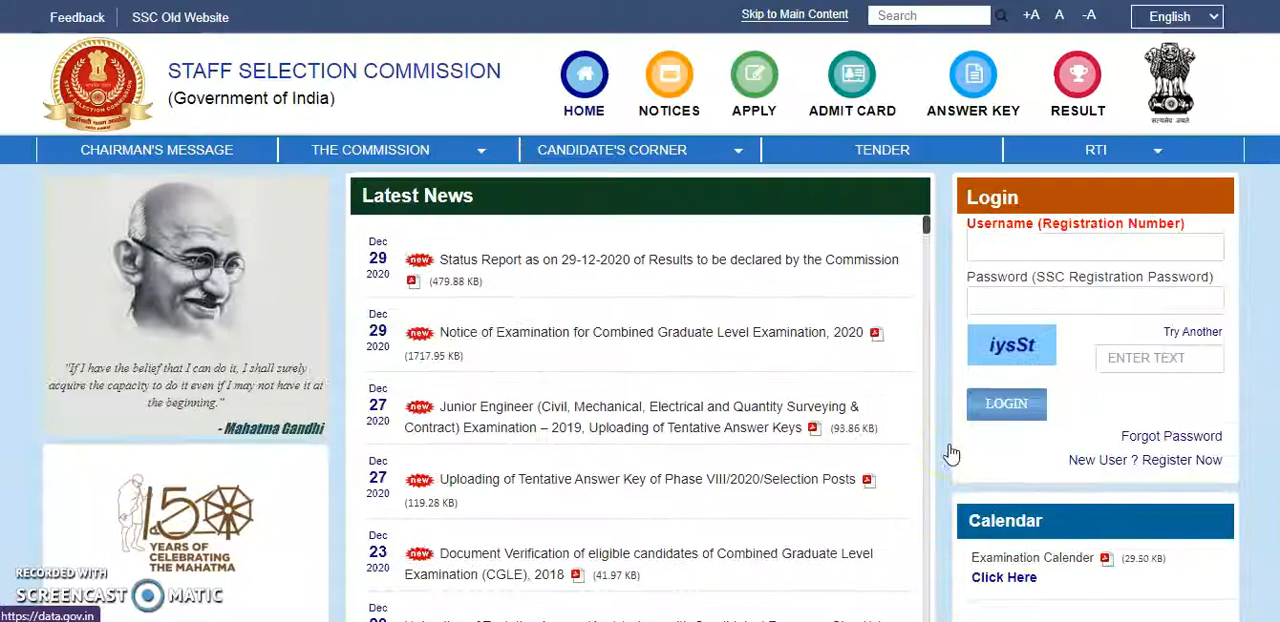 Feedback
SSC Old Website
Skip to Main Content
Search
+A
A
-A
English
STAFF SELECTION COMMISSION
(Government of India)
HOME
NOTICES
APPLY
ADMIT CARD
ANSWER KEY
RESULT
सत्यमेव जयते
CHAIRMAN'S MESSAGE
THE COMMISSION
CANDIDATE'S CORNER
TENDER
RTI
"If I have the belief that I can do it, I shall surely
acquire the capacity to do it even if I may not have it at
the beginning."
- Mahatma Gandhi
150
YEARS OF
CELEBRATING
THE MAHATMA
Latest News
Dec
29
2020
new Status Report as on 29-12-2020 of Results to be declared by the Commission
(479.88 KB)
Dec
29
2020
new Notice of Examination for Combined Graduate Level Examination, 2020
(1717.95 KB)
Dec
27
2020
new Junior Engineer (Civil, Mechanical, Electrical and Quantity Surveying &
Contract) Examination – 2019, Uploading of Tentative Answer Keys (93.86 KB)
Dec
27
2020
new Uploading of Tentative Answer Key of Phase VIII/2020/Selection Posts
(119.28 KB)
Dec
23
2020
new Document Verification of eligible candidates of Combined Graduate Level
Examination (CGLE), 2018 (41.97 KB)
Dec
Login
Username (Registration Number)
Password (SSC Registration Password)
iysSt
Try Another
ENTER TEXT
LOGIN
Forgot Password
New User ? Register Now
Calendar
Examination Calender (29.50 KB)
Click Here
RECORDED WITH
SCREENCAST MATIC
https://data.gov.in